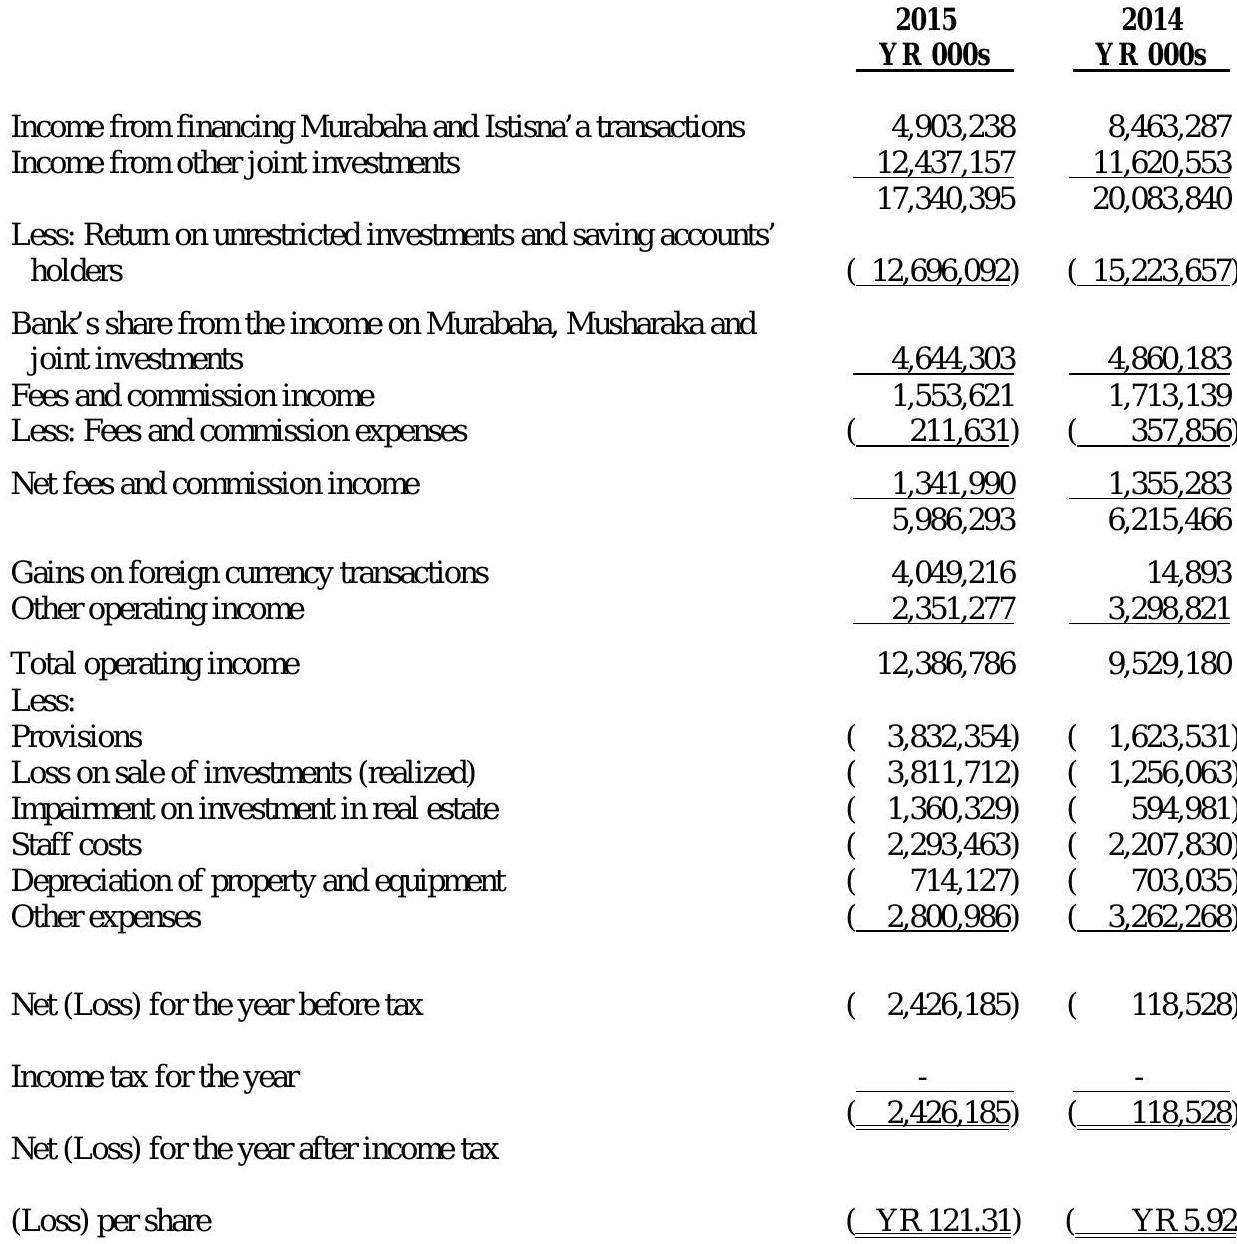 2015 2014
YR 000s YR 000s
Income from financing Murabaha and Istisna’a transactions 4,903,238 8,463,287
Income from other joint investments 12,437,157 11,620,553
17,340,395 20,083,840
Less: Return on unrestricted investments and saving accounts’
holders ( 12,696,092) ( 15,223,657)
Bank’s share from the income on Murabaha, Musharaka and
joint investments 4,644,303 4,860,183
Fees and commission income 1,553,621 1,713,139
Less: Fees and commission expenses ( 211,631) ( 357,856)
Net fees and commission income 1,341,990 1,355,283
5,986,293 6,215,466
Gains on foreign currency transactions 4,049,216 14,893
Other operating income 2,351,277 3,298,821
Total operating income 12,386,786 9,529,180
Less:
Provisions ( 3,832,354) ( 1,623,531)
Loss on sale of investments (realized) ( 3,811,712) ( 1,256,063)
Impairment on investment in real estate ( 1,360,329) ( 594,981)
Staff costs ( 2,293,463) ( 2,207,830)
Depreciation of property and equipment ( 714,127) ( 703,035)
Other expenses ( 2,800,986) ( 3,262,268)
Net (Loss) for the year before tax ( 2,426,185) ( 118,528)
Income tax for the year - -
( 2,426,185) ( 118,528)
Net (Loss) for the year after income tax
(Loss) per share ( YR 121.31) ( YR 5.92